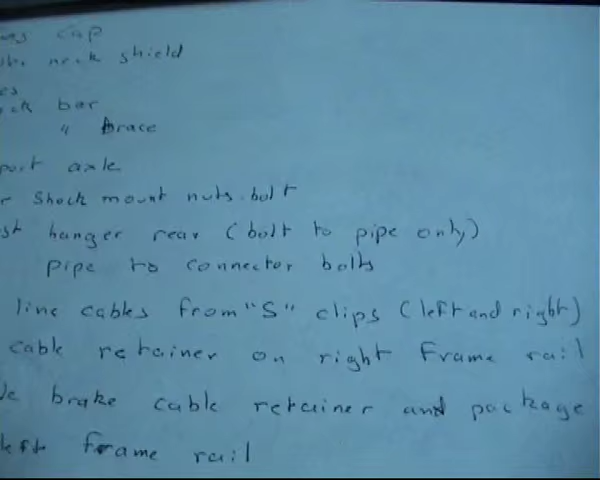 cap
neck shield
bar
" brace
axle
shock mount nuts. bolt
hanger rear (bolt to pipe only)
pipe to connector bolts
line cables from "S" clips (left and right)
cable retainer on right frame rail
brake cable retainer and package
left frame rail